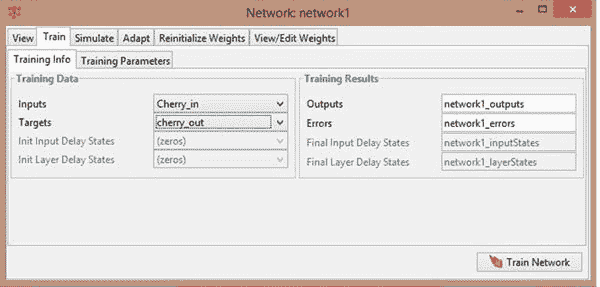 Network: network1
View Train Simulate Adapt Reinitialize Weights View/Edit Weights
Training Info Training Parameters
Training Data
Inputs Cherry_in
Targets cherry_out
Init Input Delay States (zeros)
Init Layer Delay States (zeros)
Training Results
Outputs network1_outputs
Errors network1_errors
Final Input Delay States network1_inputStates
Final Layer Delay States network1_layerStates
Train Network